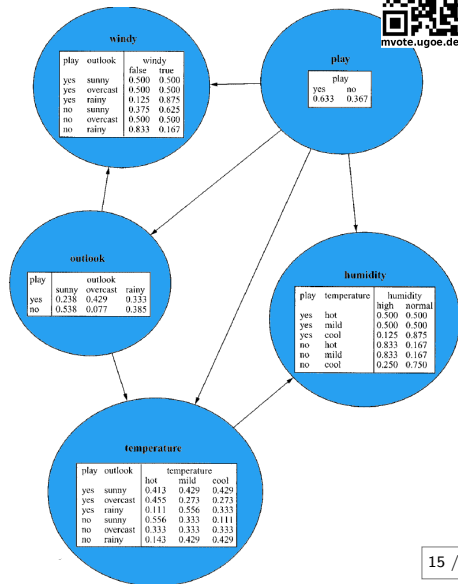 mvote.ugoe.de
windy
play outlook windy
false true
yes sunny 0.500 0.500
yes overcast 0.500 0.500
yes rainy 0.125 0.875
no sunny 0.375 0.625
no overcast 0.500 0.500
no rainy 0.833 0.167
play
play
yes no
0.633 0.367
outlook
play outlook
sunny overcast rainy
yes 0.238 0.429 0.333
no 0.538 0.077 0.385
humidity
play temperature humidity
high normal
yes hot 0.500 0.500
yes mild 0.500 0.500
yes cool 0.125 0.875
no hot 0.833 0.167
no mild 0.833 0.167
no cool 0.250 0.750
temperature
play outlook temperature
hot mild cool
yes sunny 0.413 0.429 0.429
yes overcast 0.455 0.273 0.273
yes rainy 0.111 0.556 0.333
no sunny 0.556 0.333 0.111
no overcast 0.333 0.333 0.333
no rainy 0.143 0.429 0.429
15 /